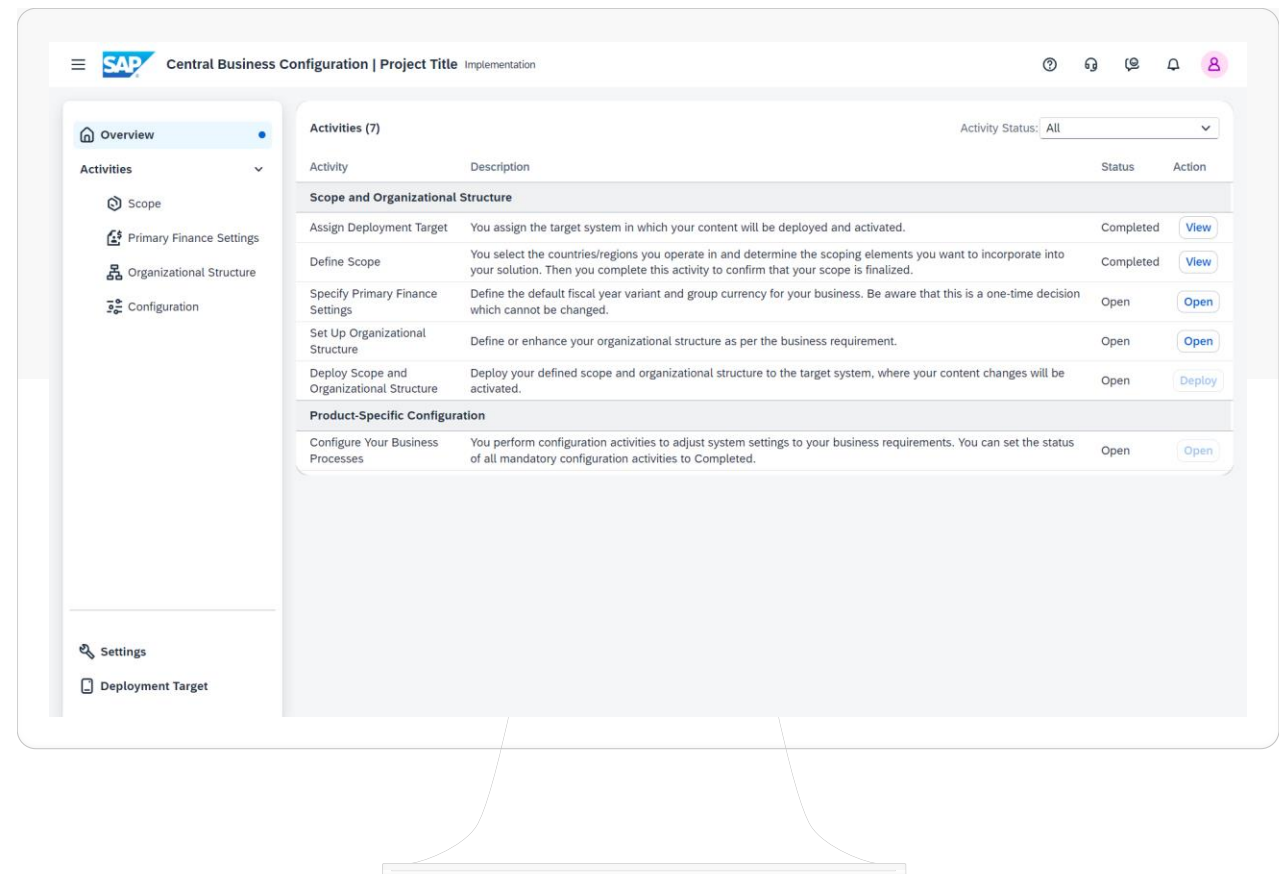 SAP
Central Business Configuration | Project Title Implementation
Overview
Activities
Scope
Primary Finance Settings
Organizational Structure
Configuration
Settings
Deployment Target
Activities (7)
Activity Status: All
Activity Description Status Action
Scope and Organizational Structure
Assign Deployment Target You assign the target system in which your content will be deployed and activated. Completed View
Define Scope You select the countries/regions you operate in and determine the scoping elements you want to incorporate into
your solution. Then you complete this activity to confirm that your scope is finalized. Completed View
Specify Primary Finance
Settings
Define the default fiscal year variant and group currency for your business. Be aware that this is a one-time decision
which cannot be changed.
Open Open
Set Up Organizational
Structure
Define or enhance your organizational structure as per the business requirement. Open Open
Deploy Scope and
Organizational Structure
Deploy your defined scope and organizational structure to the target system, where your content changes will be
activated.
Open Deploy
Product-Specific Configuration
Configure Your Business
Processes
You perform configuration activities to adjust system settings to your business requirements. You can set the status
of all mandatory configuration activities to Completed.
Open Open